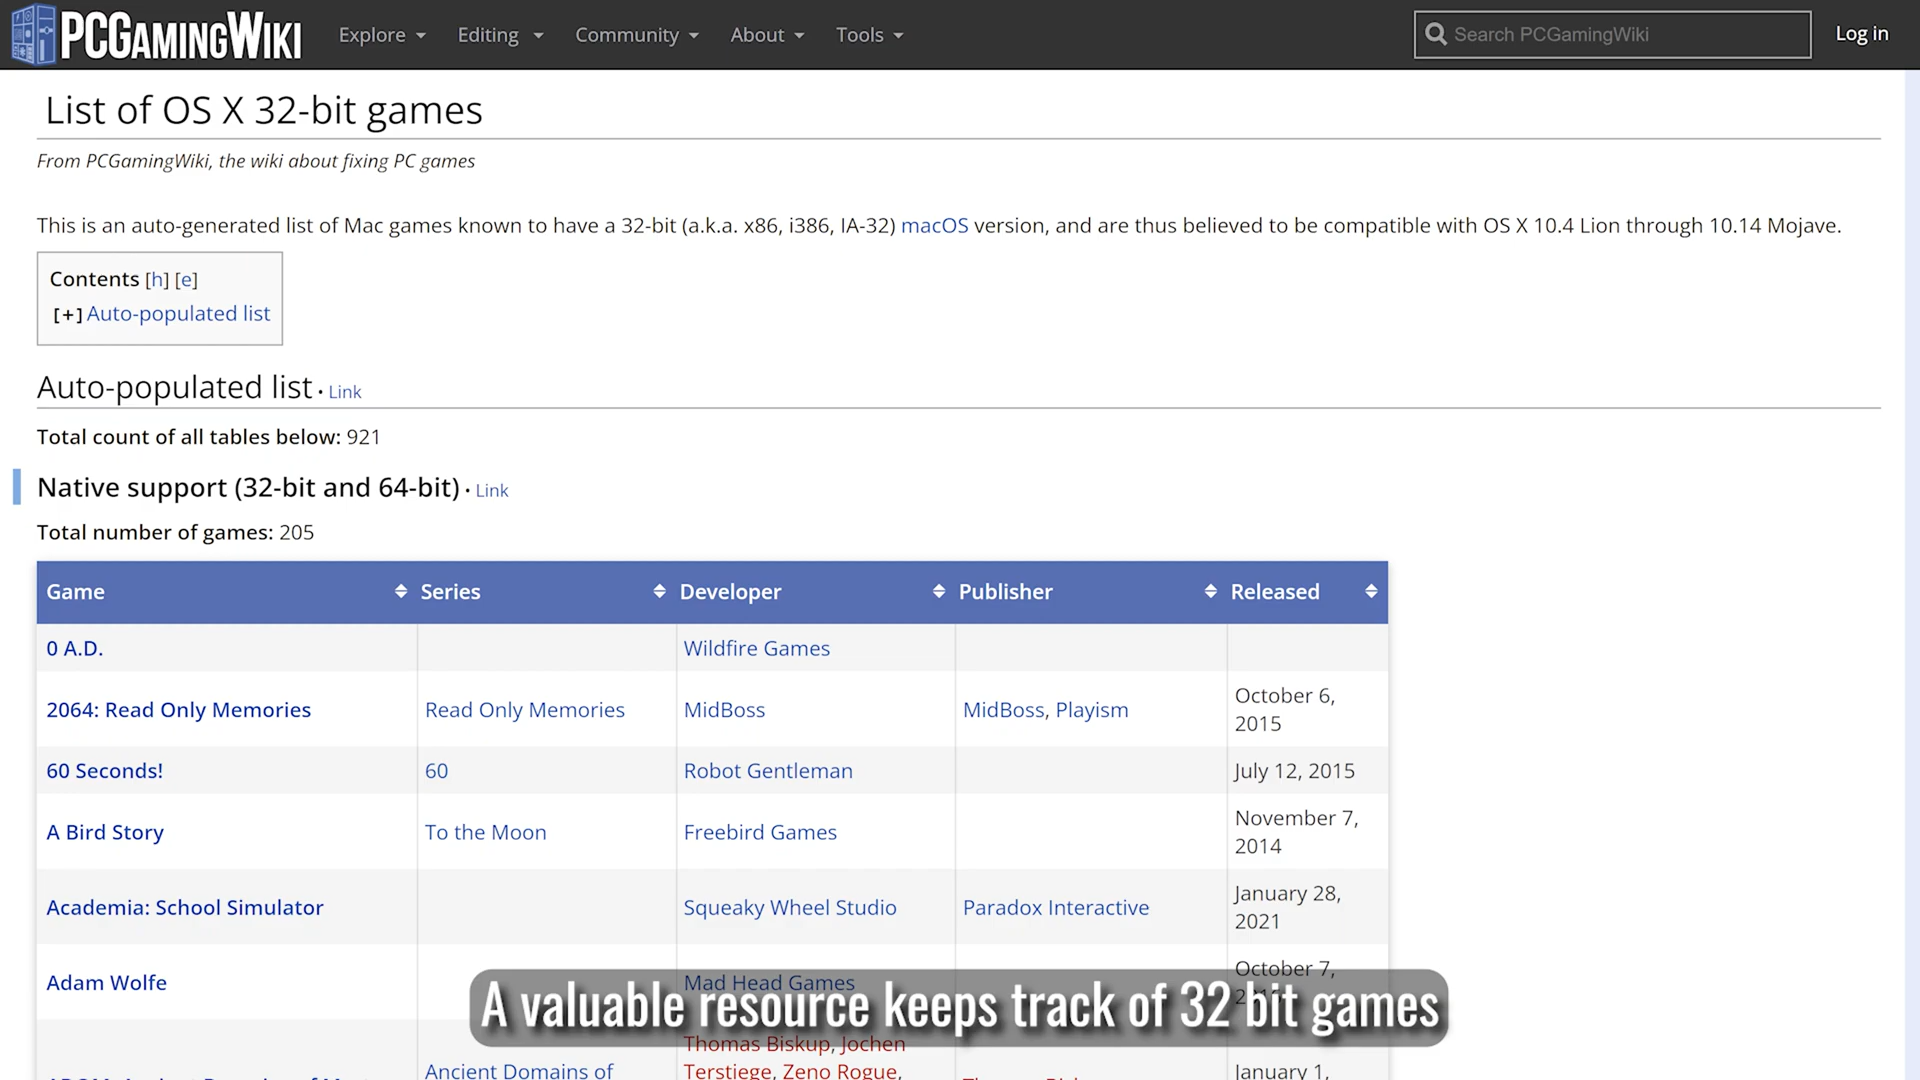 PCGamingWiki Explore Editing Community About Tools Search PCGamingWiki Log in
List of OS X 32-bit games
From PCGamingWiki, the wiki about fixing PC games
This is an auto-generated list of Mac games known to have a 32-bit (a.k.a. x86, i386, IA-32) macOS version, and are thus believed to be compatible with OS X 10.4 Lion through 10.14 Mojave.
Contents [h] [e]
[+] Auto-populated list
Auto-populated list · Link
Total count of all tables below: 921
Native support (32-bit and 64-bit) · Link
Total number of games: 205
Game Series Developer Publisher Released
0 A.D. Wildfire Games
2064: Read Only Memories Read Only Memories MidBoss MidBoss, Playism October 6,
2015
60 Seconds! 60 Robot Gentleman July 12, 2015
A Bird Story To the Moon Freebird Games November 7,
2014
Academia: School Simulator Squeaky Wheel Studio Paradox Interactive January 28,
2021
Adam Wolfe Mad Head Games October 7,
A valuable resource keeps track of 32 bit games
Thomas Biskup, Jochen
Ancient Domains of Terstiege, Zeno Rogue, January 1,